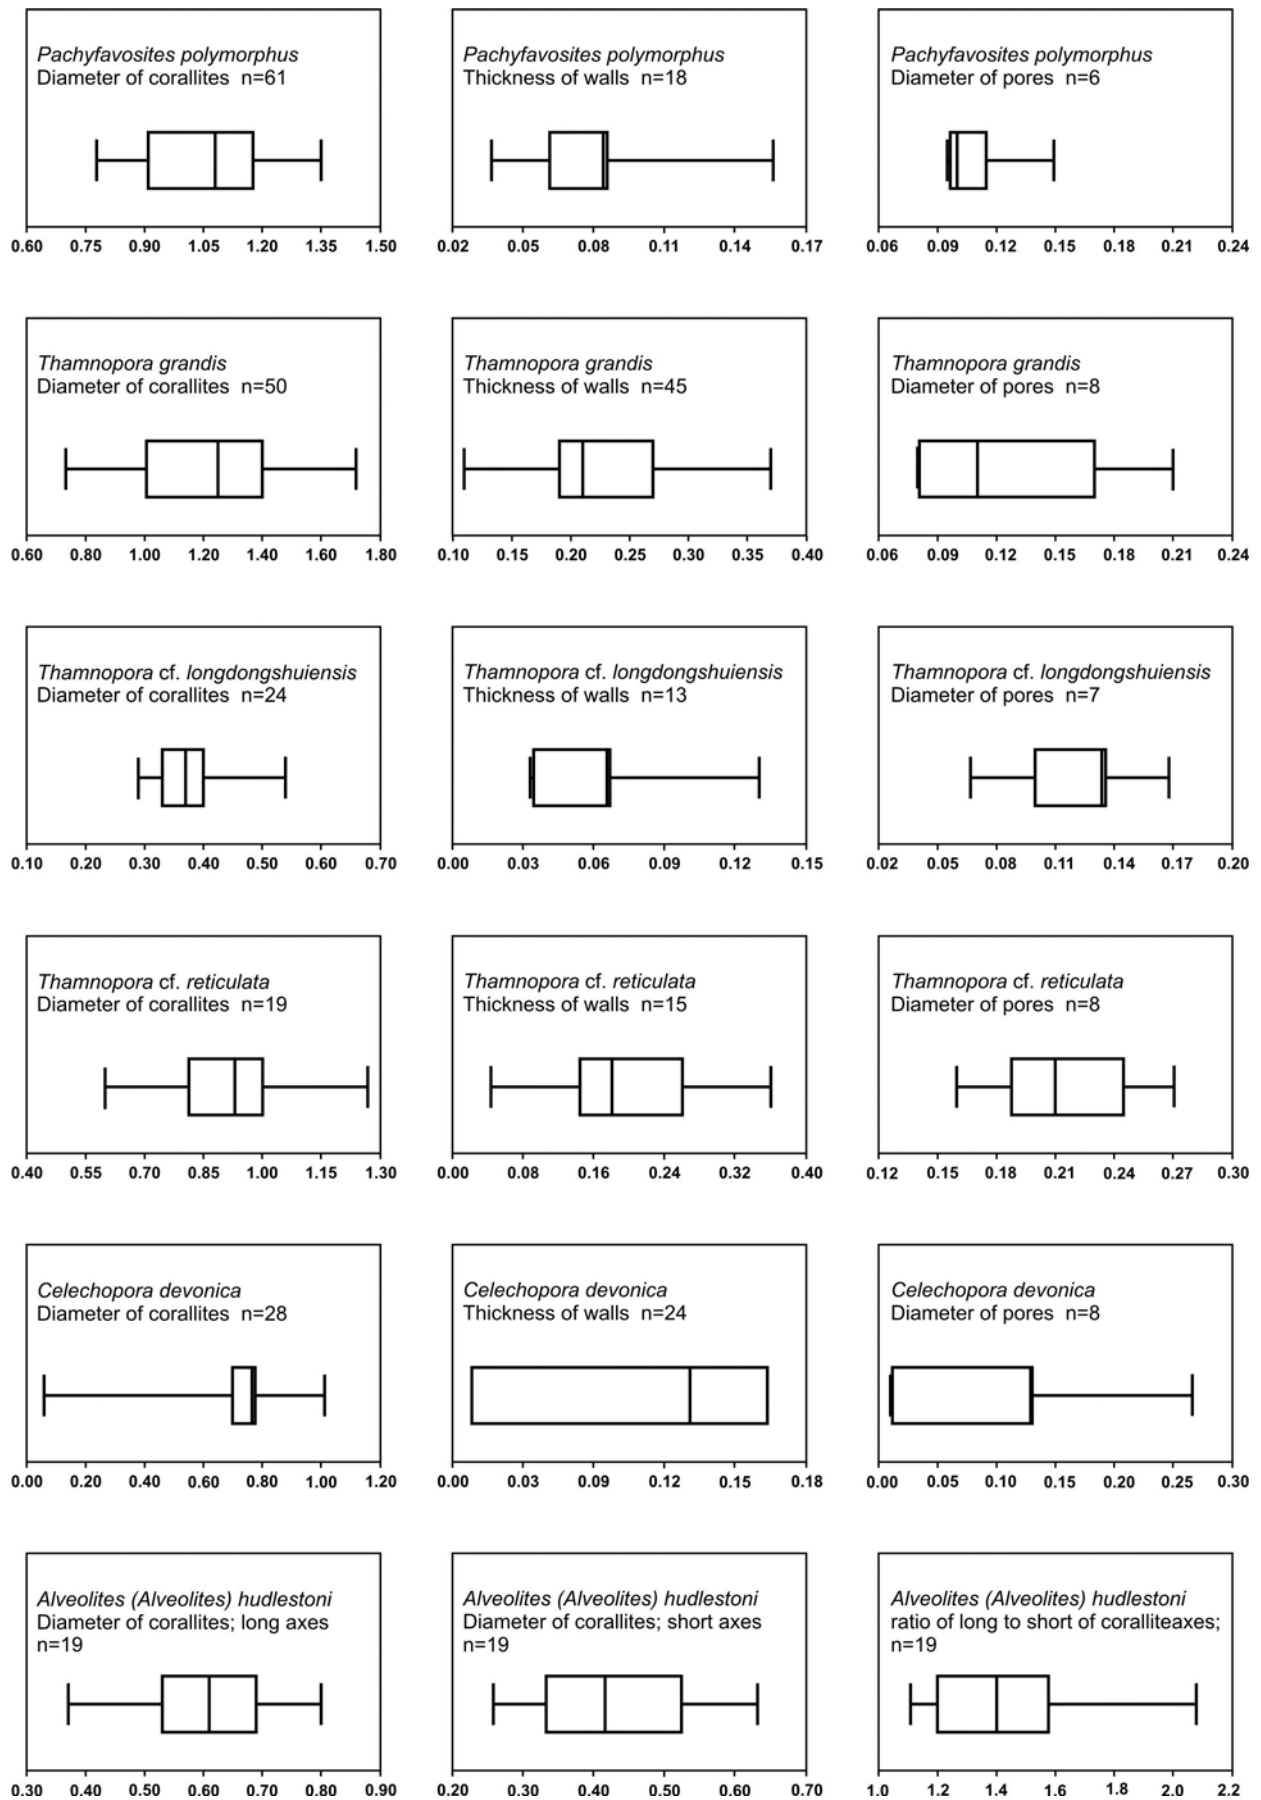 Pachyfavosites polymorphus
Diameter of corallites n=61
0.60 0.75 0.90 1.05 1.20 1.35 1.50
Pachyfavosites polymorphus
Thickness of walls n=18
0.02 0.05 0.08 0.11 0.14 0.17
Pachyfavosites polymorphus
Diameter of pores n=6
0.06 0.09 0.12 0.15 0.18 0.21 0.24
Thamnopora grandis
Diameter of corallites n=50
0.60 0.80 1.00 1.20 1.40 1.60 1.80
Thamnopora grandis
Thickness of walls n=45
0.10 0.15 0.20 0.25 0.30 0.35 0.40
Thamnopora grandis
Diameter of pores n=8
0.06 0.09 0.12 0.15 0.18 0.21 0.24
Thamnopora cf. longdongshuiensis
Diameter of corallites n=24
0.10 0.20 0.30 0.40 0.50 0.60 0.70
Thamnopora cf. longdongshuiensis
Thickness of walls n=13
0.00 0.03 0.06 0.09 0.12 0.15
Thamnopora cf. longdongshuiensis
Diameter of pores n=7
0.02 0.05 0.08 0.11 0.14 0.17 0.20
Thamnopora cf. reticulata
Diameter of corallites n=19
0.40 0.55 0.70 0.85 1.00 1.15 1.30
Thamnopora cf. reticulata
Thickness of walls n=15
0.00 0.08 0.16 0.24 0.32 0.40
Thamnopora cf. reticulata
Diameter of pores n=8
0.12 0.15 0.18 0.21 0.24 0.27 0.30
Celechopora devonica
Diameter of corallites n=28
0.00 0.20 0.40 0.60 0.80 1.00 1.20
Celechopora devonica
Thickness of walls n=24
0.00 0.03 0.09 0.12 0.15 0.18
Celechopora devonica
Diameter of pores n=8
0.00 0.05 0.10 0.15 0.20 0.25 0.30
Alveolites (Alveolites) hudlestoni
Diameter of corallites; long axes
n=19
0.30 0.40 0.50 0.60 0.70 0.80 0.90
Alveolites (Alveolites) hudlestoni
Diameter of corallites; short axes
n=19
0.20 0.30 0.40 0.50 0.60 0.70
Alveolites (Alveolites) hudlestoni
ratio of long to short of coralliteaxes;
n=19
1.0 1.2 1.4 1.6 1.8 2.0 2.2